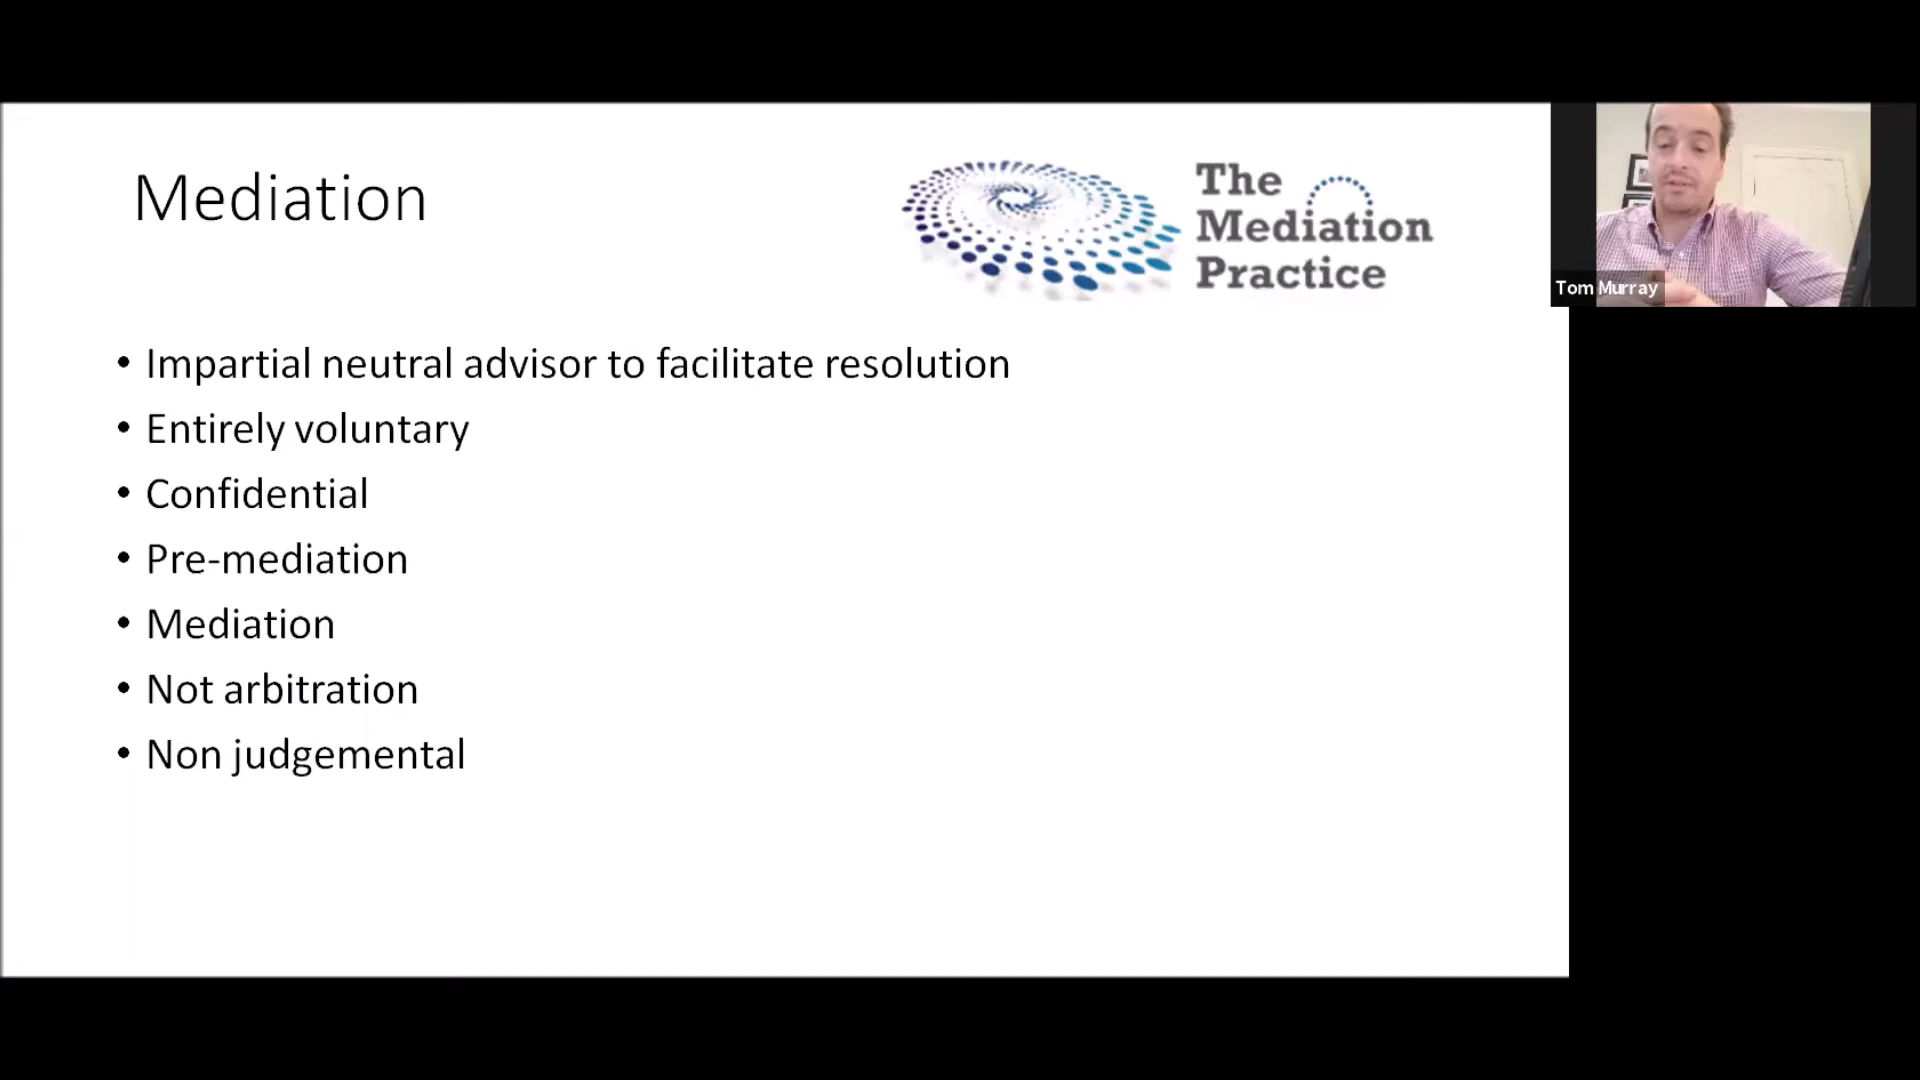 Mediation
The
Mediation
Practice
Tom Murray
• Impartial neutral advisor to facilitate resolution
• Entirely voluntary
• Confidential
• Pre-mediation
• Mediation
• Not arbitration
• Non judgemental